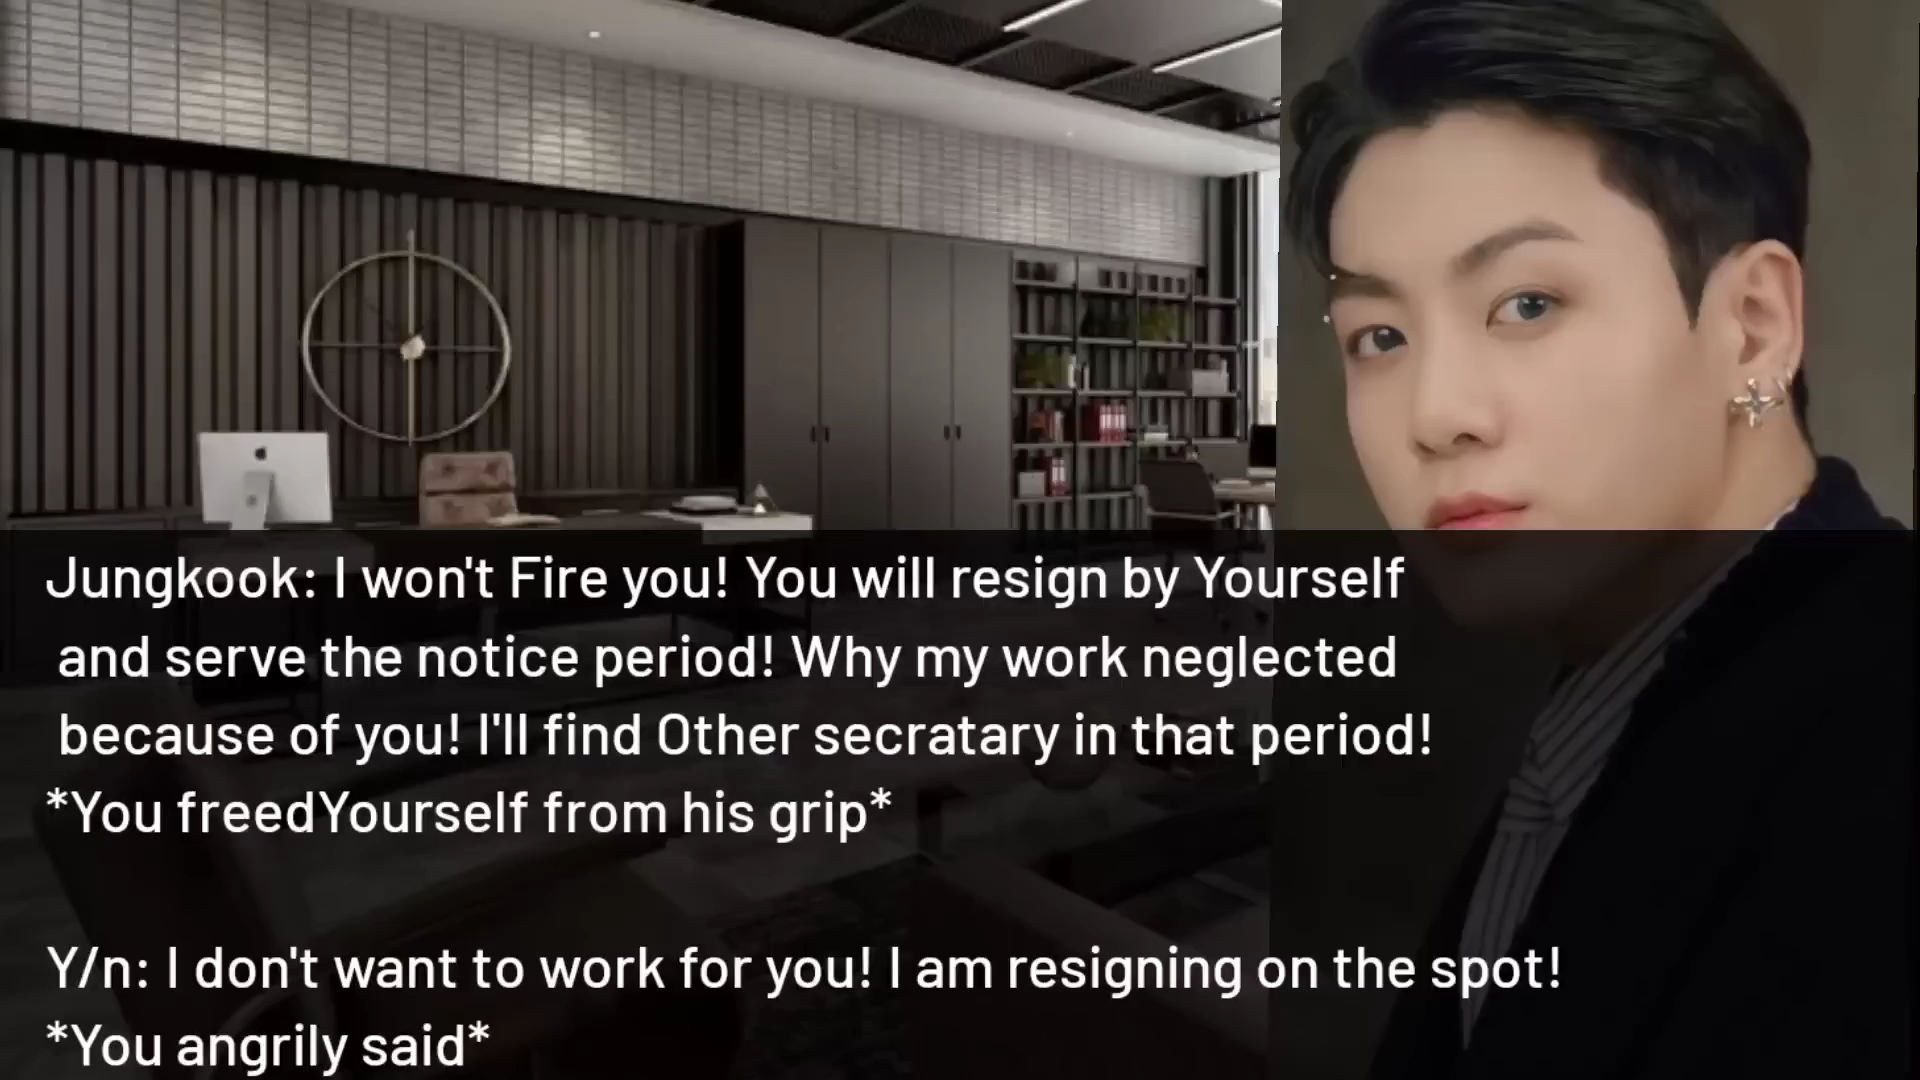 Jungkook: I won't Fire you! You will resign by Yourself
and serve the notice period! Why my work neglected
because of you! I'll find Other secratary in that period!
*You freedYourself from his grip*
Y/n: I don't want to work for you! I am resigning on the spot!
*You angrily said*